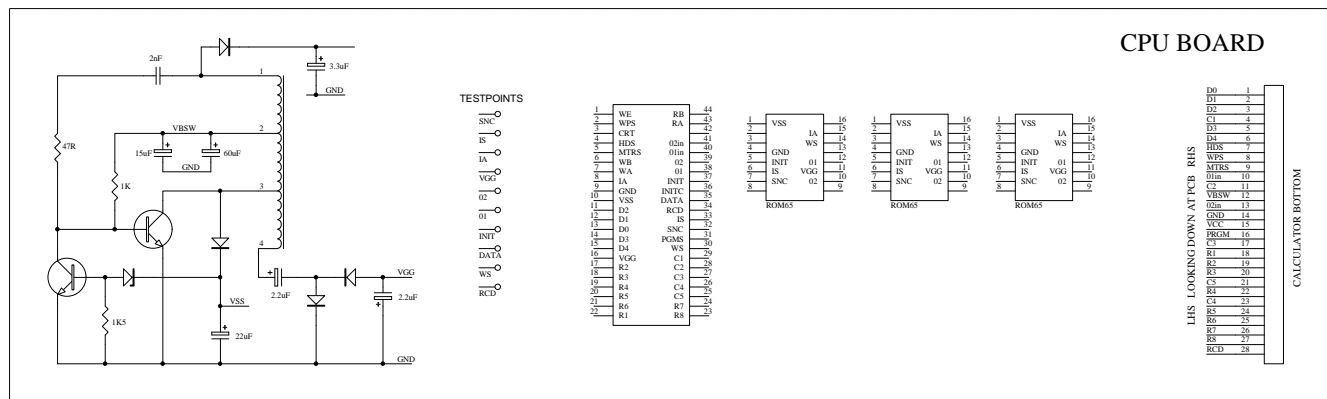 CPU BOARD
2nF
1
3.3uF
GND
47R
VBSW
2
15uF
60uF
GND
1K
3
4
VGG
2.2uF
2.2uF
VSS
1K5
22uF
GND
TESTPOINTS
SNC
IS
IA
VGG
02
01
INIT
DATA
WS
RCD
1 WE RB 44
2 WPS RA 43
3 CRT 42
4 HDS 02in 41
5 MTRS 01in 40
6 WB 02 39
7 WA 01 38
8 IA INIT 37
9 GND INITC 36
10 VSS DATA 35
11 D2 RCD 34
12 D1 IS 33
13 D0 SNC 32
14 D3 PGMS 31
15 D4 WS 30
16 VGG C1 29
17 R2 C2 28
18 R3 C3 27
19 R4 C4 26
20 R5 C5 25
21 R6 R7 24
22 R1 R8 23
1 VSS 16
2 IA 15
3 WS 14
4 GND 13
5 INIT 01 12
6 IS VGG 11
7 SNC 02 10
8 9
ROM65
1 VSS 16
2 IA 15
3 WS 14
4 GND 13
5 INIT 01 12
6 IS VGG 11
7 SNC 02 10
8 9
ROM65
1 VSS 16
2 IA 15
3 WS 14
4 GND 13
5 INIT 01 12
6 IS VGG 11
7 SNC 02 10
8 9
ROM65
LHS LOOKING DOWN AT PCB RHS
D0 1
D1 2
D2 3
C1 4
D3 5
D4 6
HDS 7
WPS 8
MTRS 9
01in 10
C2 11
VBSW 12
02in 13
GND 14
VCC 15
PRGM 16
C3 17
R1 18
R2 19
R3 20
C5 21
R4 22
C4 23
R5 24
R6 25
R7 26
R8 27
RCD 28
CALCULATOR BOTTOM